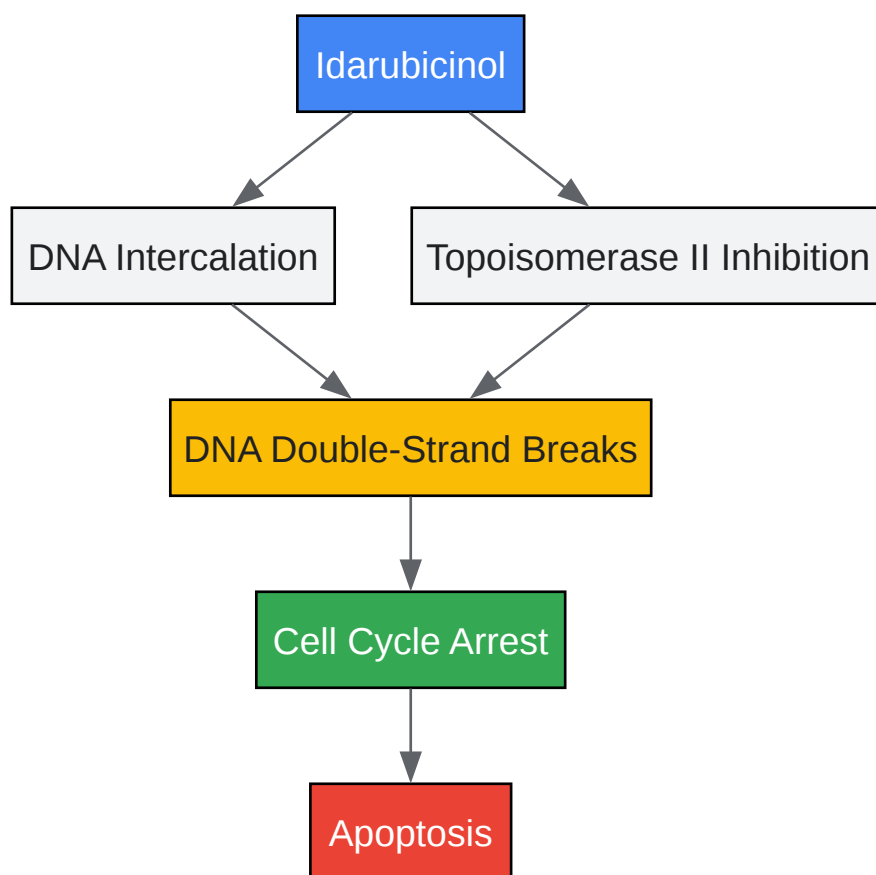 Idarubicinol
DNA Intercalation
Topoisomerase II Inhibition
DNA Double-Strand Breaks
Cell Cycle Arrest
Apoptosis